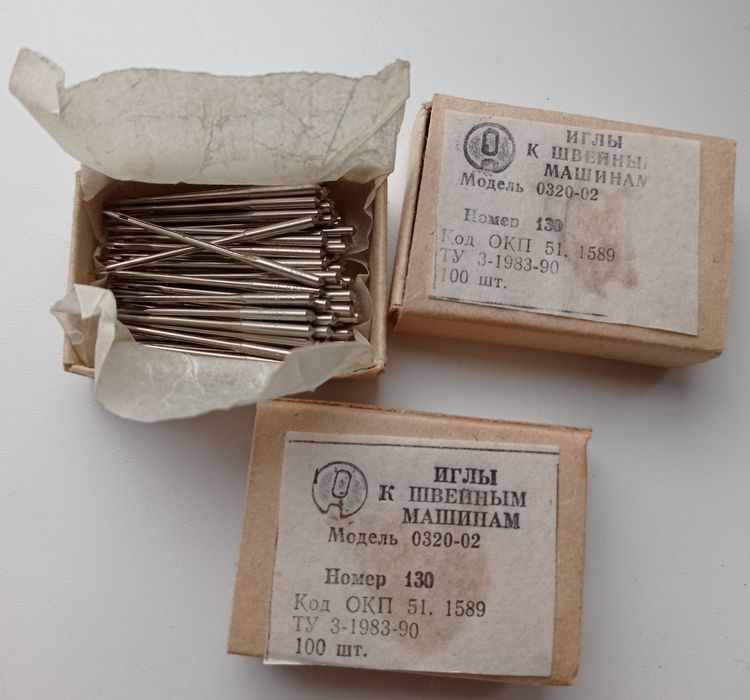 ИГЛЫ
К ШВЕЙНЫМ
МАШИНАМ
Модель 0320-02
Номер 130
Код ОКП 51. 1589
ТУ 3-1983-90
100 шт.
ИГЛЫ
К ШВЕЙНЫМ
МАШИНАМ
Модель 0320-02
Номер 130
Код ОКП 51. 1589
ТУ 3-1983-90
100 шт.